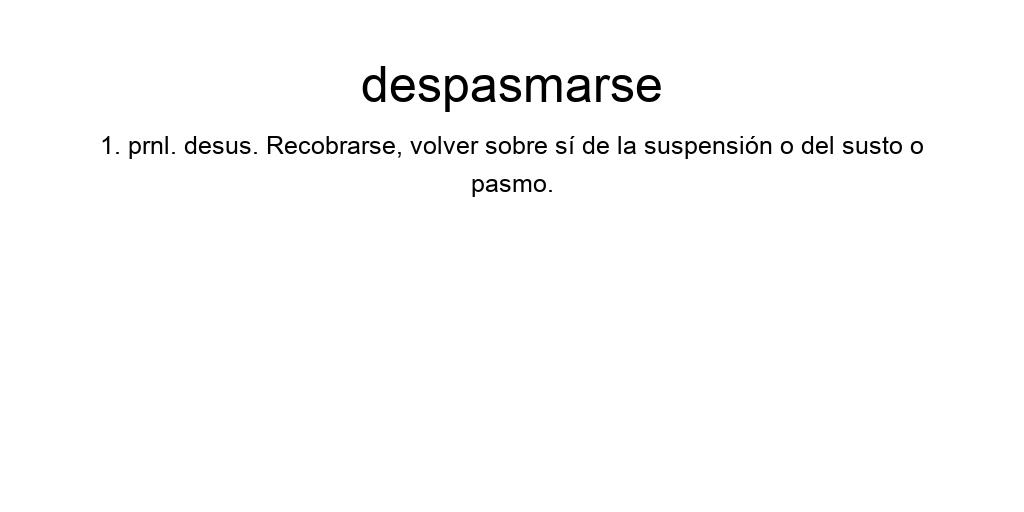 despasmarse
1. prnl. desus. Recobrarse, volver sobre sí de la suspensión o del susto o
pasmo.